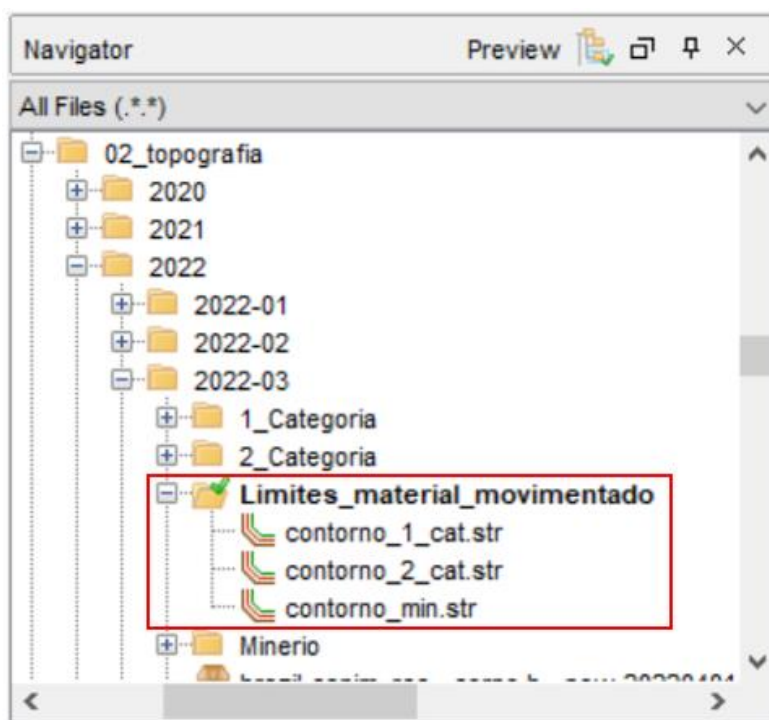 Navigator Preview
All Files (.*.*)
02_topografia
2020
2021
2022
2022-01
2022-02
2022-03
1_Categoria
2_Categoria
Limites_material_movimentado
contorno_1_cat.str
contorno_2_cat.str
contorno_min.str
Minerio